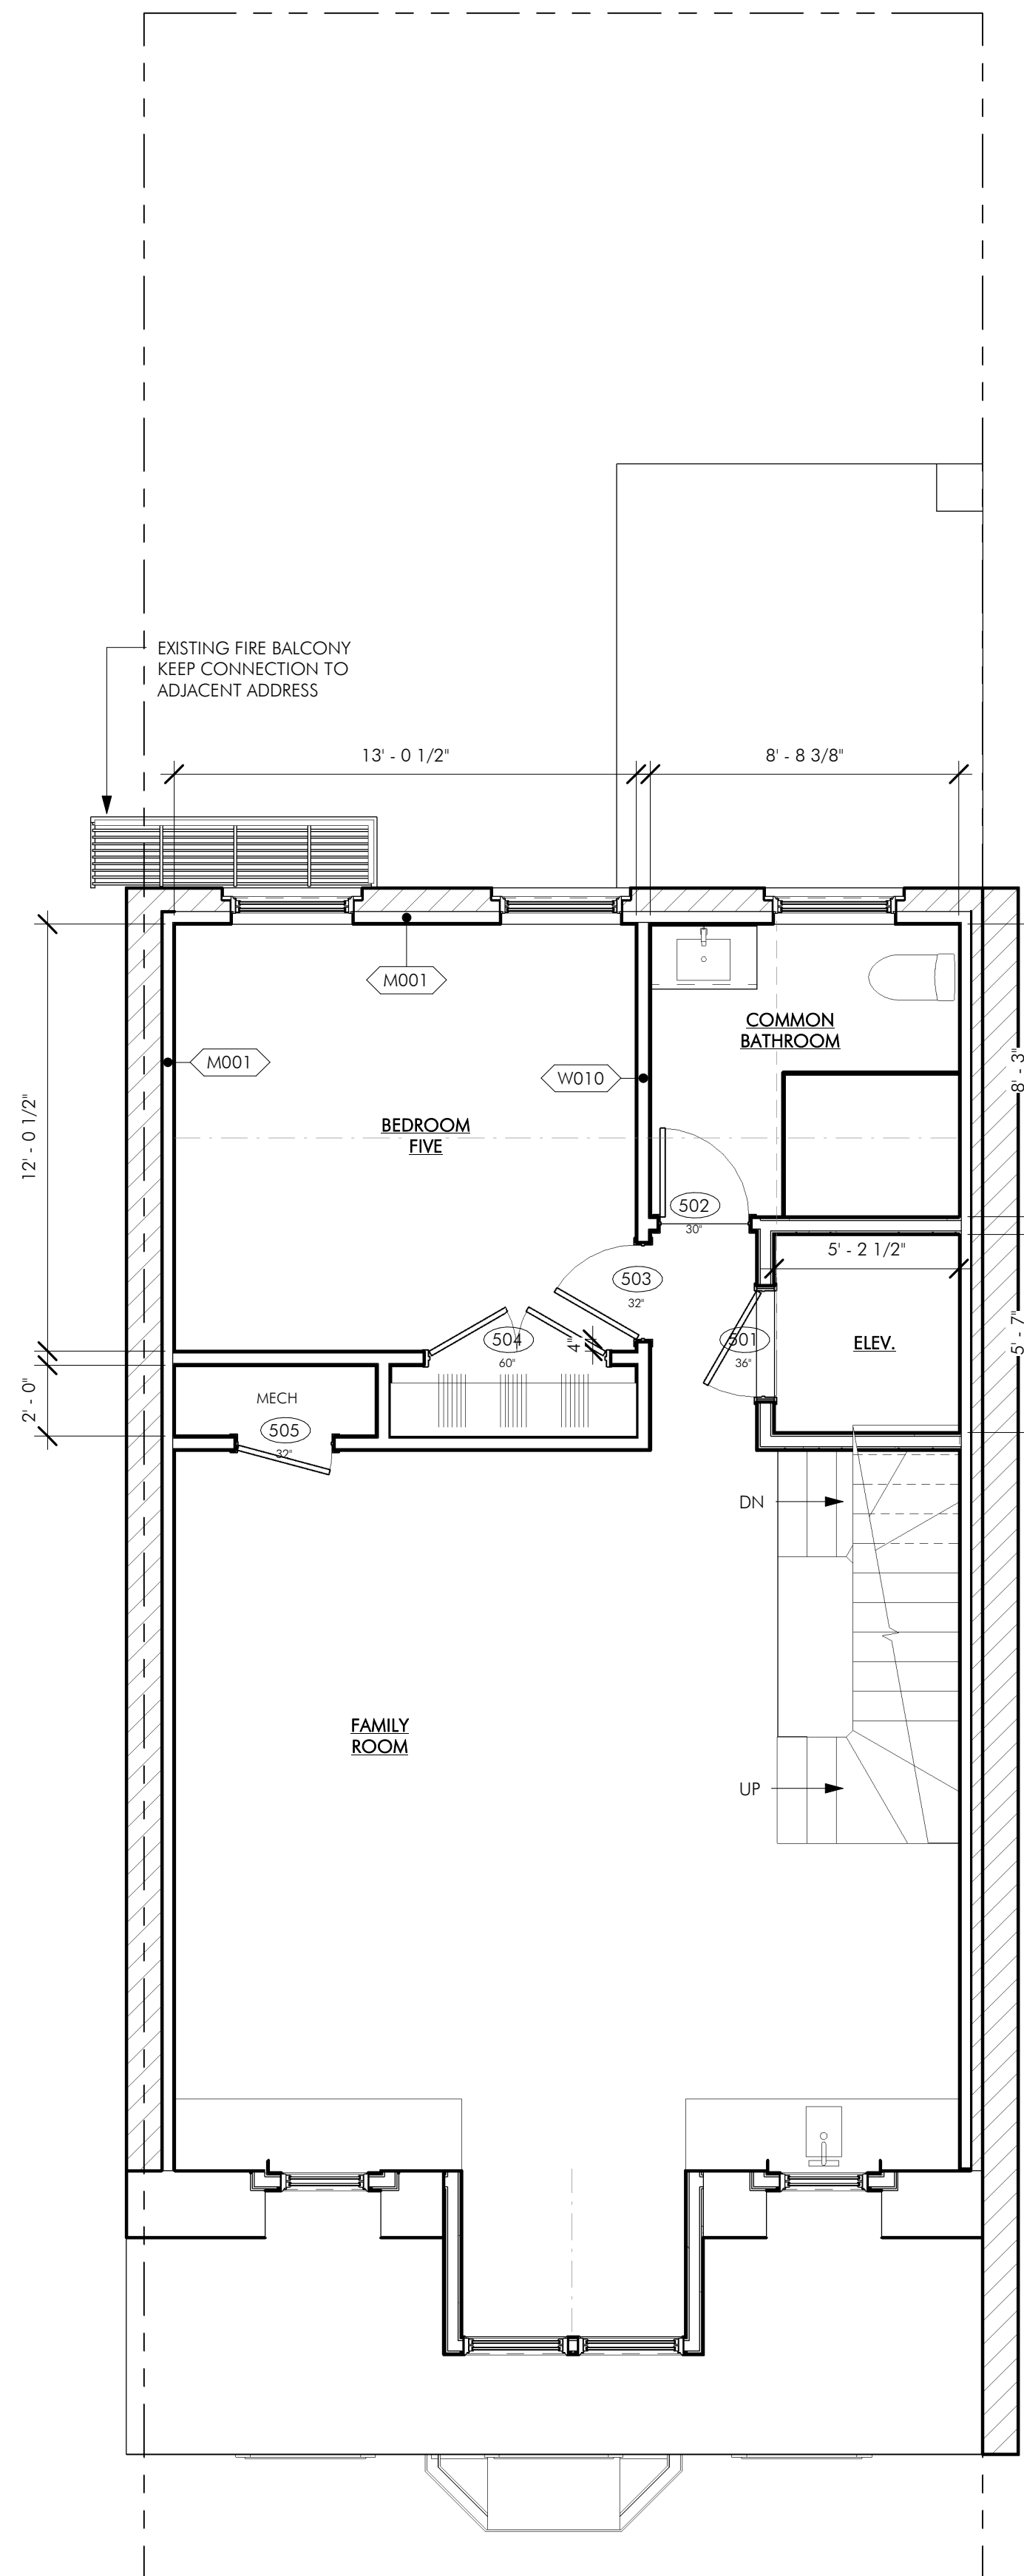 EXISTING FIRE BALCONY
KEEP CONNECTION TO
ADJACENT ADDRESS
13' - 0 1/2"
8' - 8 3/8"
M001
COMMON
BATHROOM
M001
W010
8' - 3"
12' - 0 1/2"
BEDROOM
FIVE
502
30"
5' - 2 1/2"
503
32"
504
60"
4"
501
36"
ELEV.
5' - 7"
2' - 0"
MECH
505
32"
DN
FAMILY
ROOM
UP